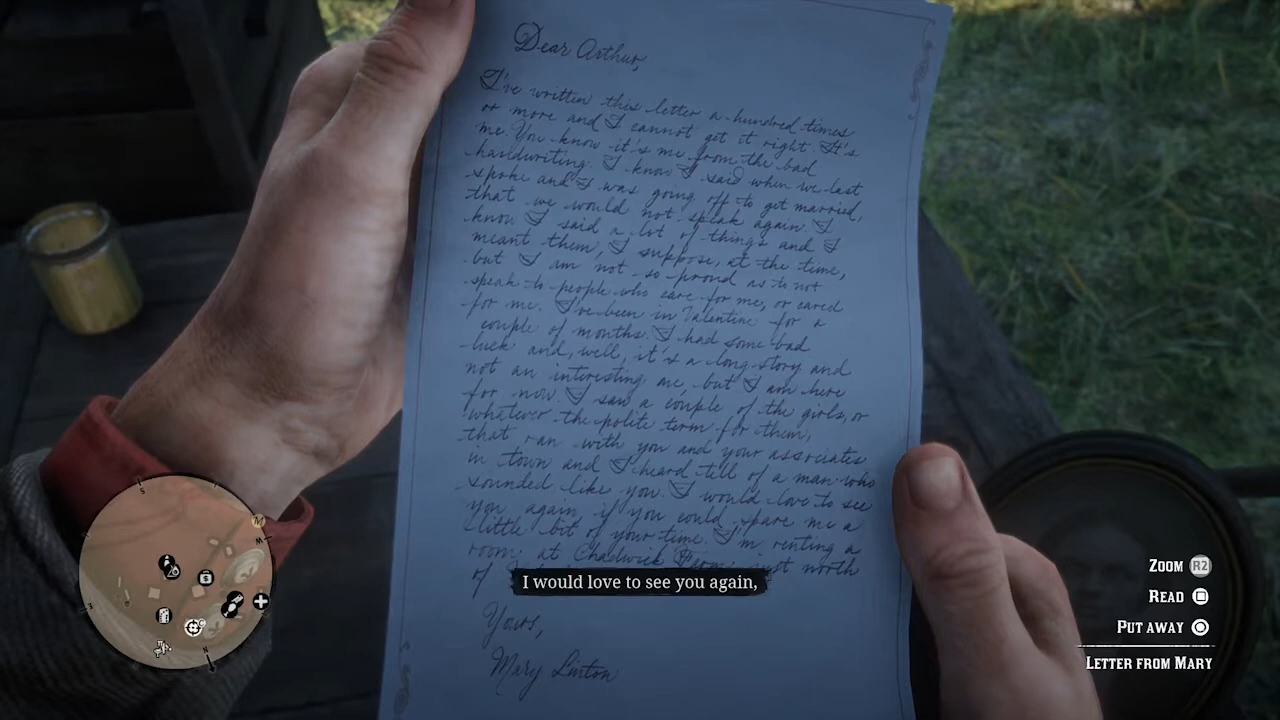 Dear Arthur,
I've written this letter a hundred times
or more and I cannot get it right. It's
me. You know it's me from the bad
handwriting. I know I said when we last
spoke and I was going off to get married,
that we would not speak again. I
know I said a lot of things and I
meant them, I suppose, at the time,
but I am not so proud as to not
speak to people who care for me, or cared
for me. I've been in Valentine for a
couple of months. I had some bad
luck and, well, it's a long story and
not an interesting one, but I am here
for now. I saw a couple of the girls, or
whatever the polite term for them,
that ran with you and your associates
in town and I heard tell of a man who
sounded like you. I would love to see
you again if you could spare me a
little bit of your time. I'm renting a
room at Chadwick Farm just north
of
I would love to see you again,
Yours,
Mary Linton
ZOOM R2
READ
PUT AWAY
LETTER FROM MARY
S
W
N